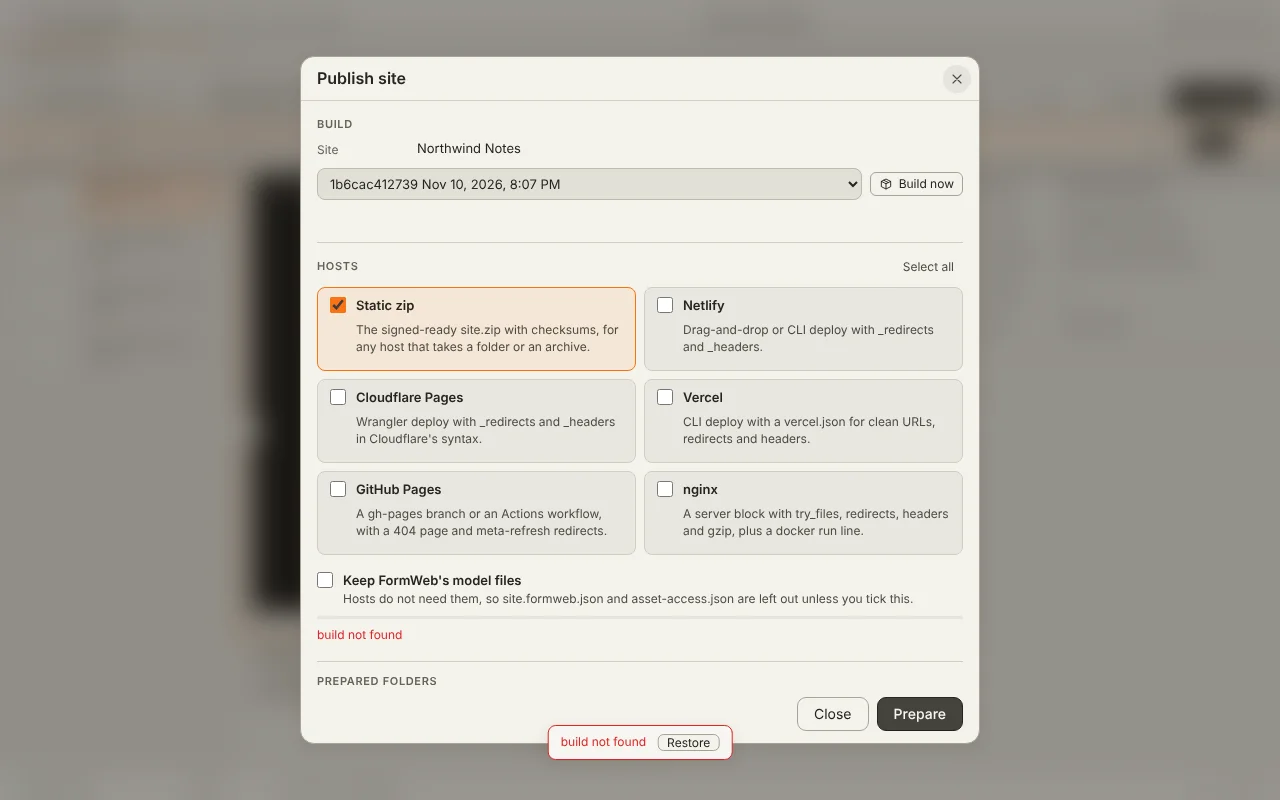 Publish site
BUILD
Site
Northwind Notes
1b6cac412739 Nov 10, 2026, 8:07 PM
Build now
HOSTS
Select all
Static zip
The signed-ready site.zip with checksums, for
any host that takes a folder or an archive.
Netlify
Drag-and-drop or CLI deploy with _redirects
and _headers.
Cloudflare Pages
Wrangler deploy with _redirects and _headers
in Cloudflare's syntax.
Vercel
CLI deploy with a vercel.json for clean URLs,
redirects and headers.
GitHub Pages
A gh-pages branch or an Actions workflow,
with a 404 page and meta-refresh redirects.
nginx
A server block with try_files, redirects, headers
and gzip, plus a docker run line.
Keep FormWeb's model files
Hosts do not need them, so site.formweb.json and asset-access.json are left out unless you tick this.
build not found
PREPARED FOLDERS
Close
Prepare
build not found
Restore